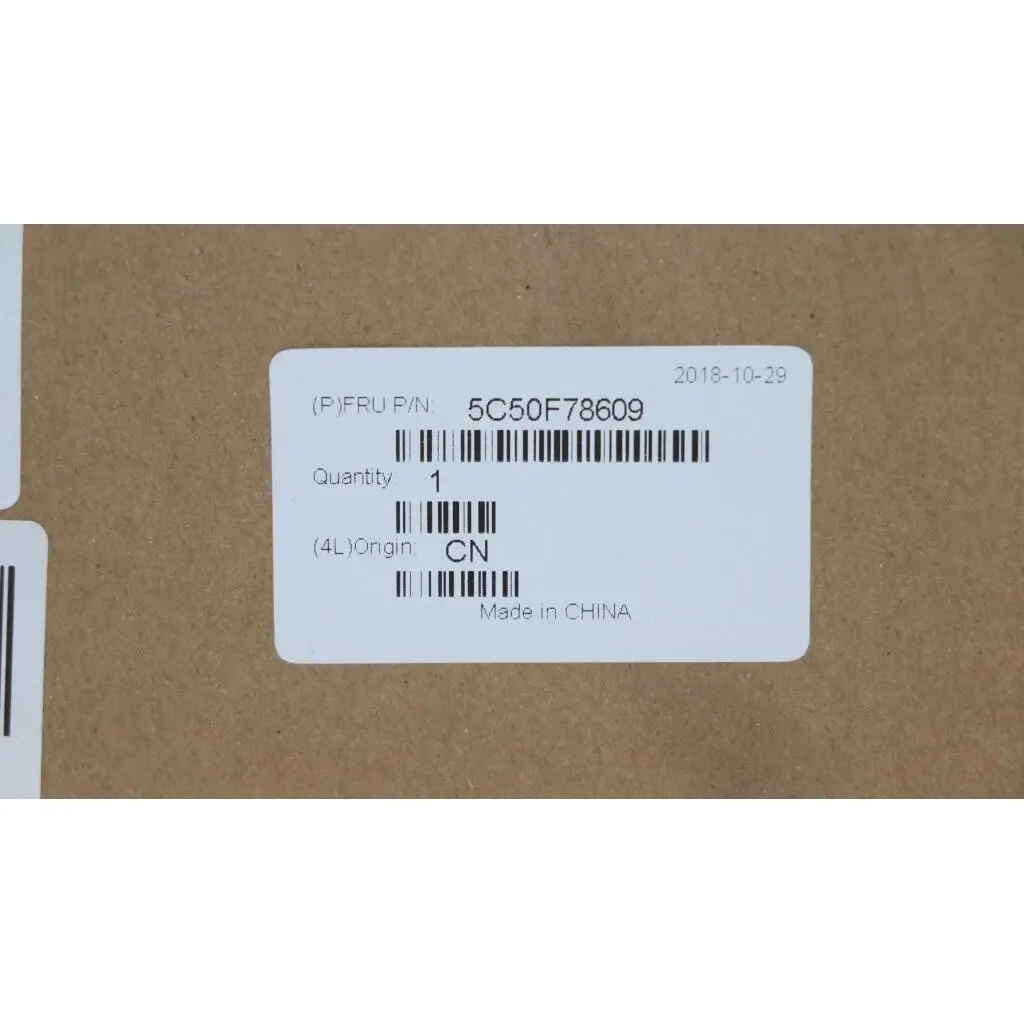 2018-10-29
(P)FRU P/N: 5C50F78609
Quantity: 1
(4L)Origin: CN
Made in CHINA